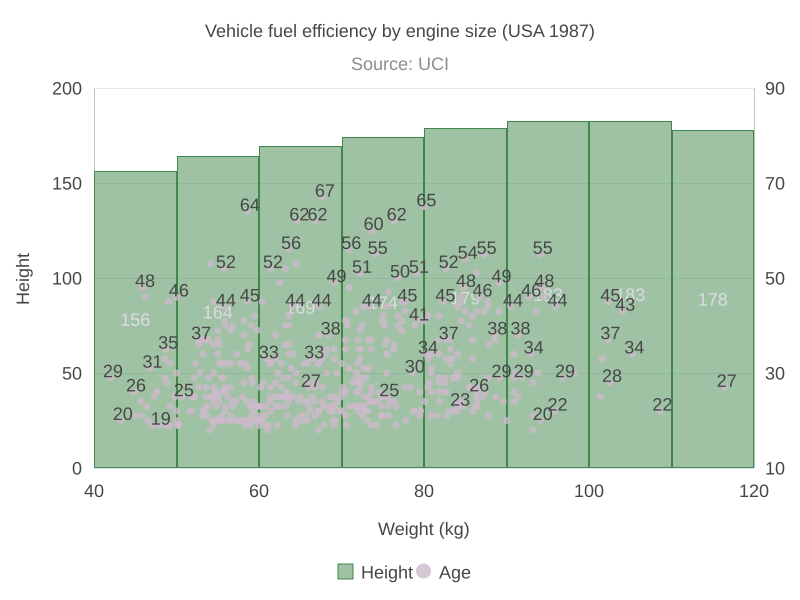 Vehicle fuel efficiency by engine size (USA 1987)
Source: UCI
200 90
67
64 65
62 62 62
60
150 70
56 56 55 54 55 55
52 52 51 50 51 52
48 49 48 49 48
100 50
46 44 45 44 44 44 45 41 45 46 44 46 44 45 43
156 164 169 174 179 183 183 178
35 37 38 37 38 38 37
31 33 33 34 34 34
50 30
29 26 25 27 25 30 26 29 29 29 28 27
20 19 23 20 22 22
0 10
40 60 80 100 120
Height
Weight (kg)
Height Age